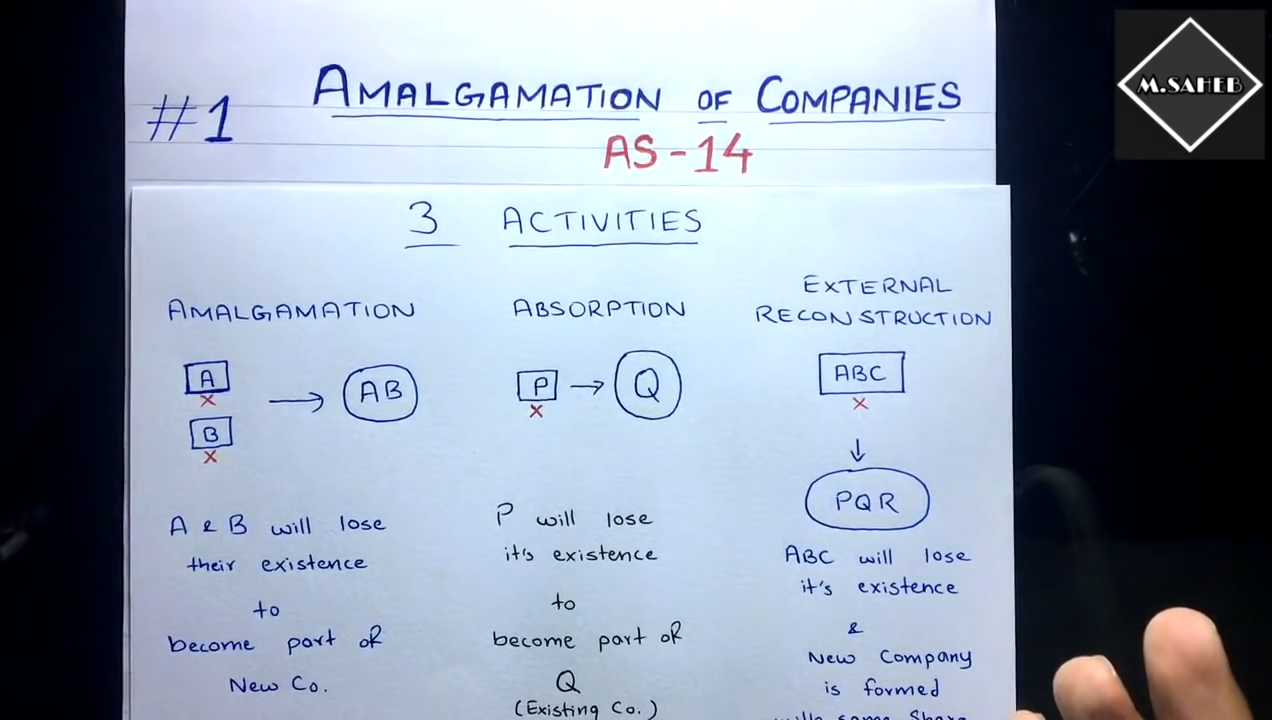 M.SAHEB
#1 AMALGAMATION OF COMPANIES
AS-14
3 ACTIVITIES
AMALGAMATION
A
x
B
x
AB
A & B will lose
their existence
to
become part of
New Co.
ABSORPTION
P
x
Q
P will lose
it's existence
to
become part of
Q
(Existing Co.)
EXTERNAL
RECONSTRUCTION
ABC
x
PQR
ABC will lose
it's existence
&
New Company
is formed
same Share